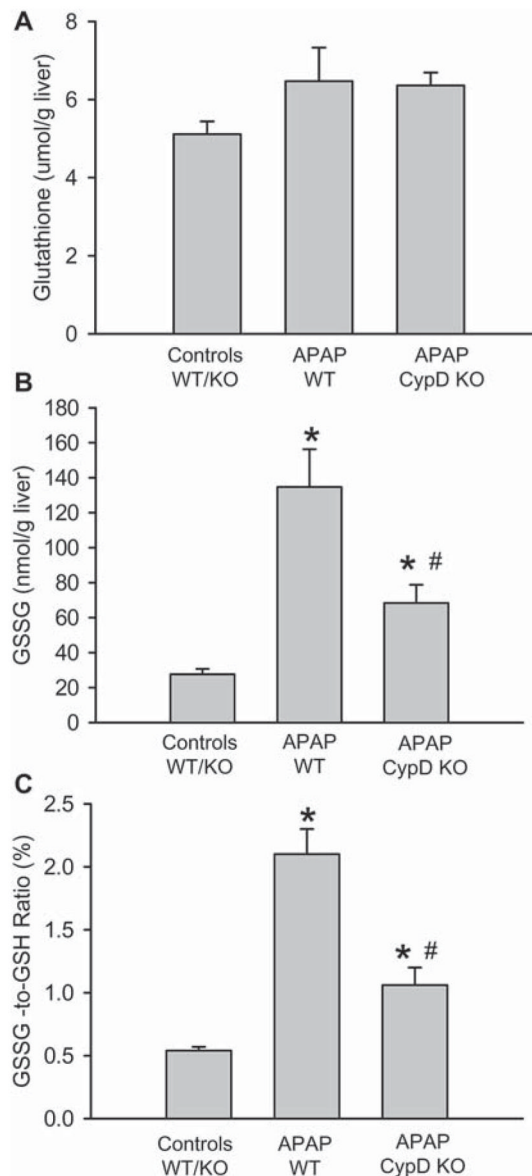 A
Glutathione (umol/g liver)
8
6
4
2
0
Controls
WT/KO
APAP
WT
APAP
CypD KO
B
GSSG (nmol/g liver)
180
160
140
120
100
80
60
40
20
0
*
* #
Controls
WT/KO
APAP
WT
APAP
CypD KO
C
GSSG -to-GSH Ratio (%)
2.5
2.0
1.5
1.0
0.5
0.0
*
* #
Controls
WT/KO
APAP
WT
APAP
CypD KO